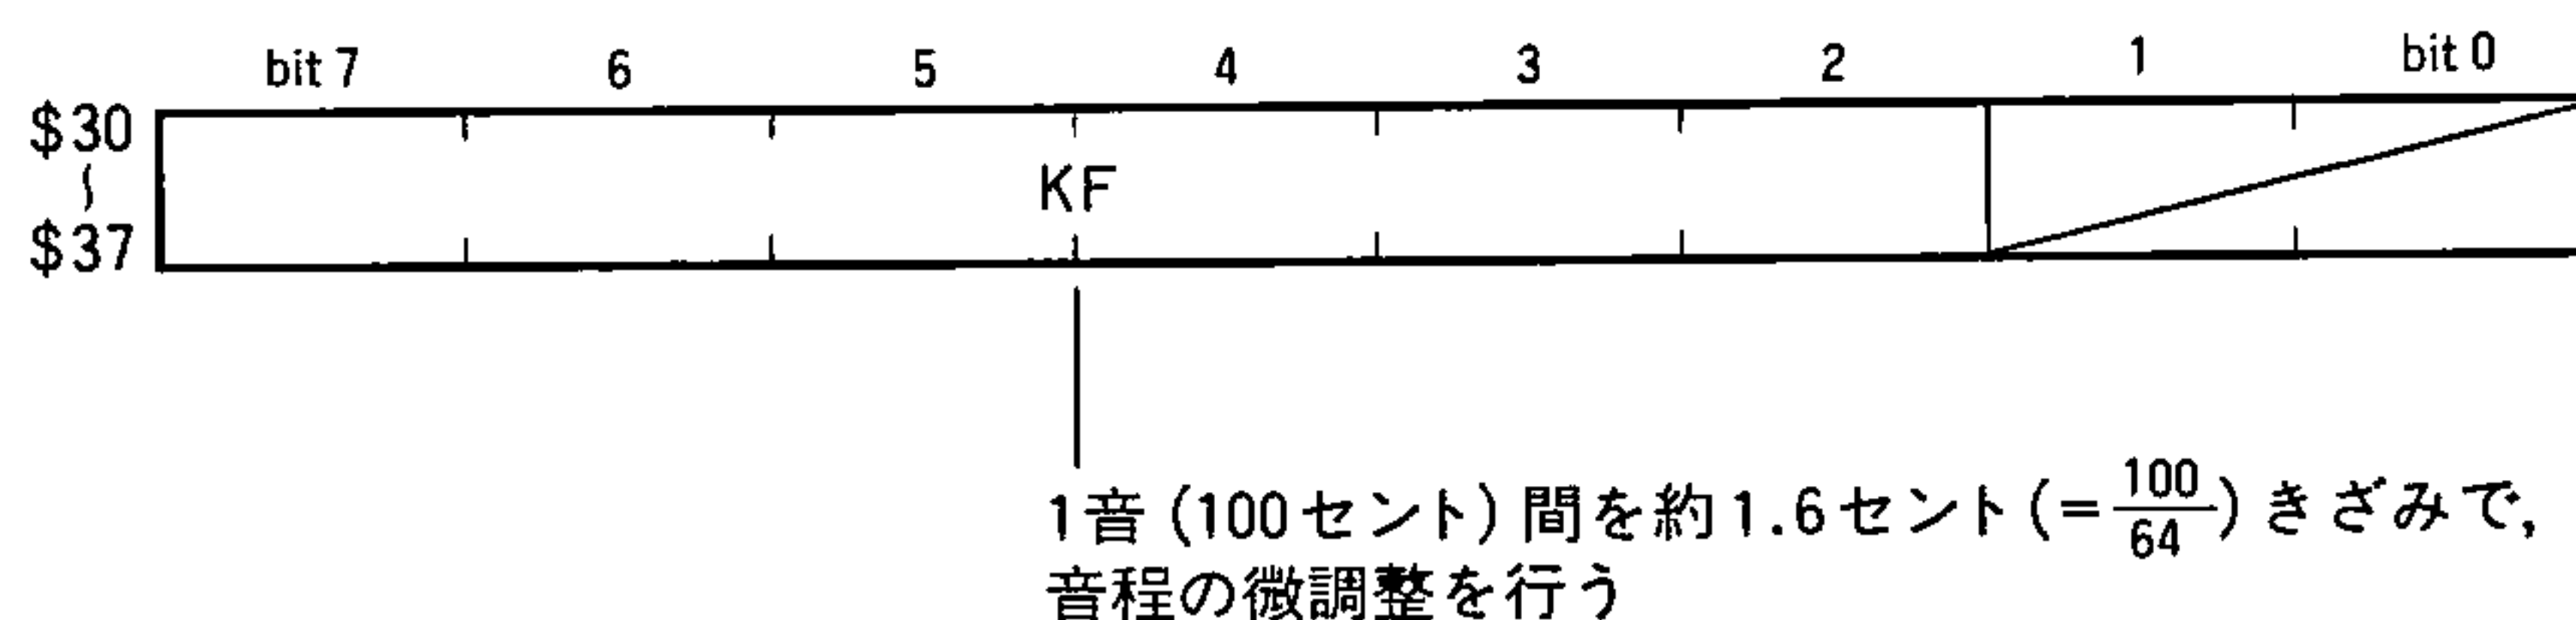 bit 7 6 5 4 3 2 1 bit 0
$30
〜
$37
KF
1音(100セント)間を約1.6セント(=100/64)きざみで,
音程の微調整を行う